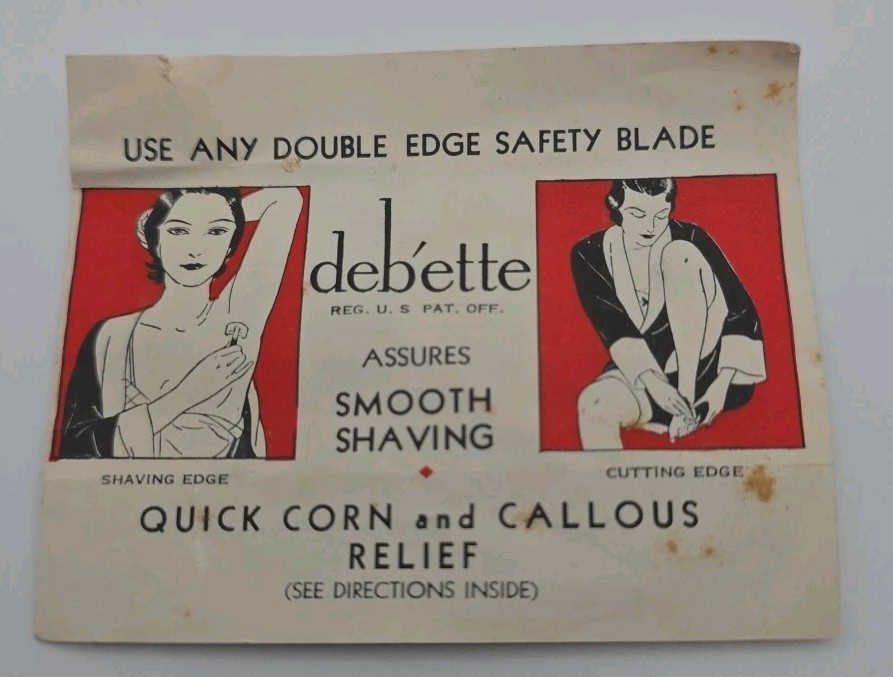 USE ANY DOUBLE EDGE SAFETY BLADE
deb'ette
REG. U. S PAT. OFF.
ASSURES
SMOOTH
SHAVING
SHAVING EDGE
CUTTING EDGE
QUICK CORN and CALLOUS
RELIEF
(SEE DIRECTIONS INSIDE)